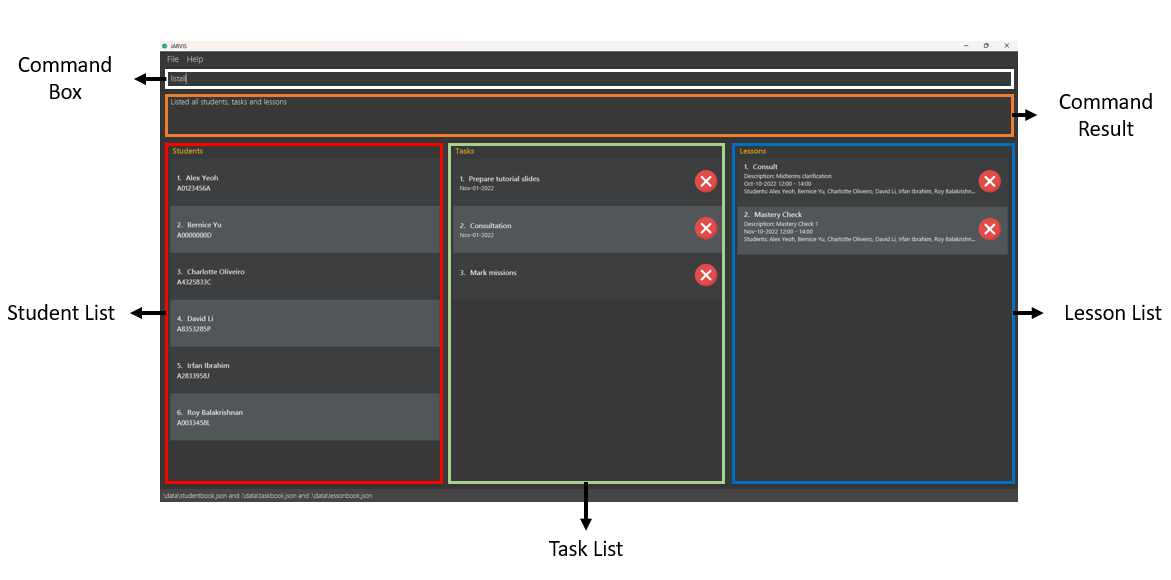 JARVIS
File Help
Command
Box
listall
Listed all students, tasks and lessons
Command
Result
Students
1. Alex Yeoh
A0123456A
2. Bernice Yu
A0000000D
3. Charlotte Oliveiro
A4325833C
4. David Li
A8353285P
5. Irfan Ibrahim
A2833958J
6. Roy Balakrishnan
A0033458L
Tasks
1. Prepare tutorial slides
Nov-01-2022
2. Consultation
Nov-01-2022
3. Mark missions
Lessons
1. Consult
Description: Midterms clarification
Oct-10-2022 12:00 - 14:00
Students: Alex Yeoh, Bernice Yu, Charlotte Oliveiro, David Li, Irfan Ibrahim, Roy Balakrishn...
2. Mastery Check
Description: Mastery Check 1
Nov-10-2022 12:00 - 14:00
Students: Alex Yeoh, Bernice Yu, Charlotte Oliveiro, David Li, Irfan Ibrahim, Roy Balakrishn...
Student List
Lesson List
.\data\studentbook.json and .\data\taskbook.json and .\data\lessonbook.json
Task List